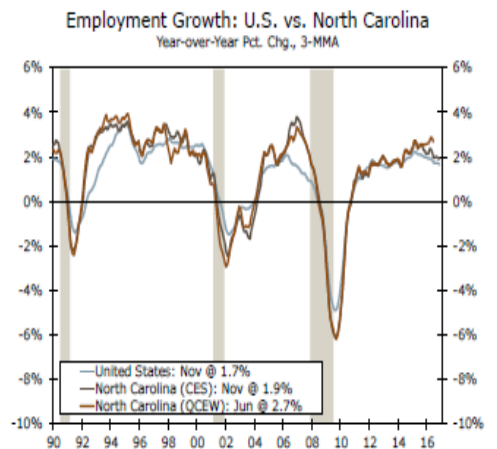 Employment Growth: U.S. vs. North Carolina
Year-over-Year Pct. Chg., 3-MMA
6% 6%
4% 4%
2% 2%
0% 0%
-2% -2%
-4% -4%
-6% -6%
-8% -8%
-10% -10%
United States: Nov @ 1.7%
North Carolina (CES): Nov @ 1.9%
North Carolina (QCEW): Jun @ 2.7%
90 92 94 96 98 00 02 04 06 08 10 12 14 16